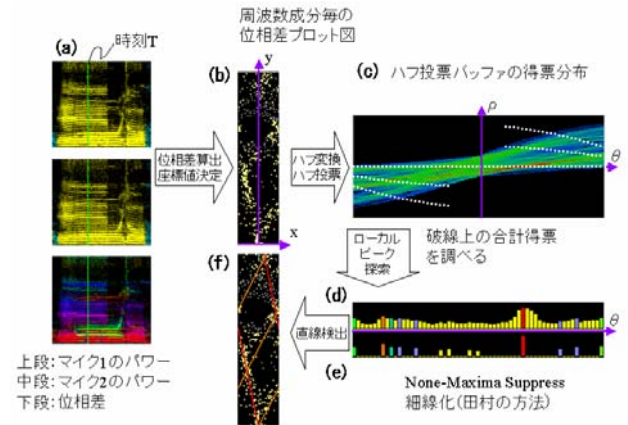 周波数成分毎の
位相差プロット図
(a)
時刻T
(b)
y
(c) ハフ投票バッファの得票分布
ρ
θ
位相差算出
座標値決定
ハフ変換
ハフ投票
x
(f)
ローカル
ピーク
探索
破線上の合計得票
を調べる
(d)
θ
直線検出
(e)
上段:マイク1のパワー
中段:マイク2のパワー
下段:位相差
None-Maxima Suppress
細線化(田村の方法)